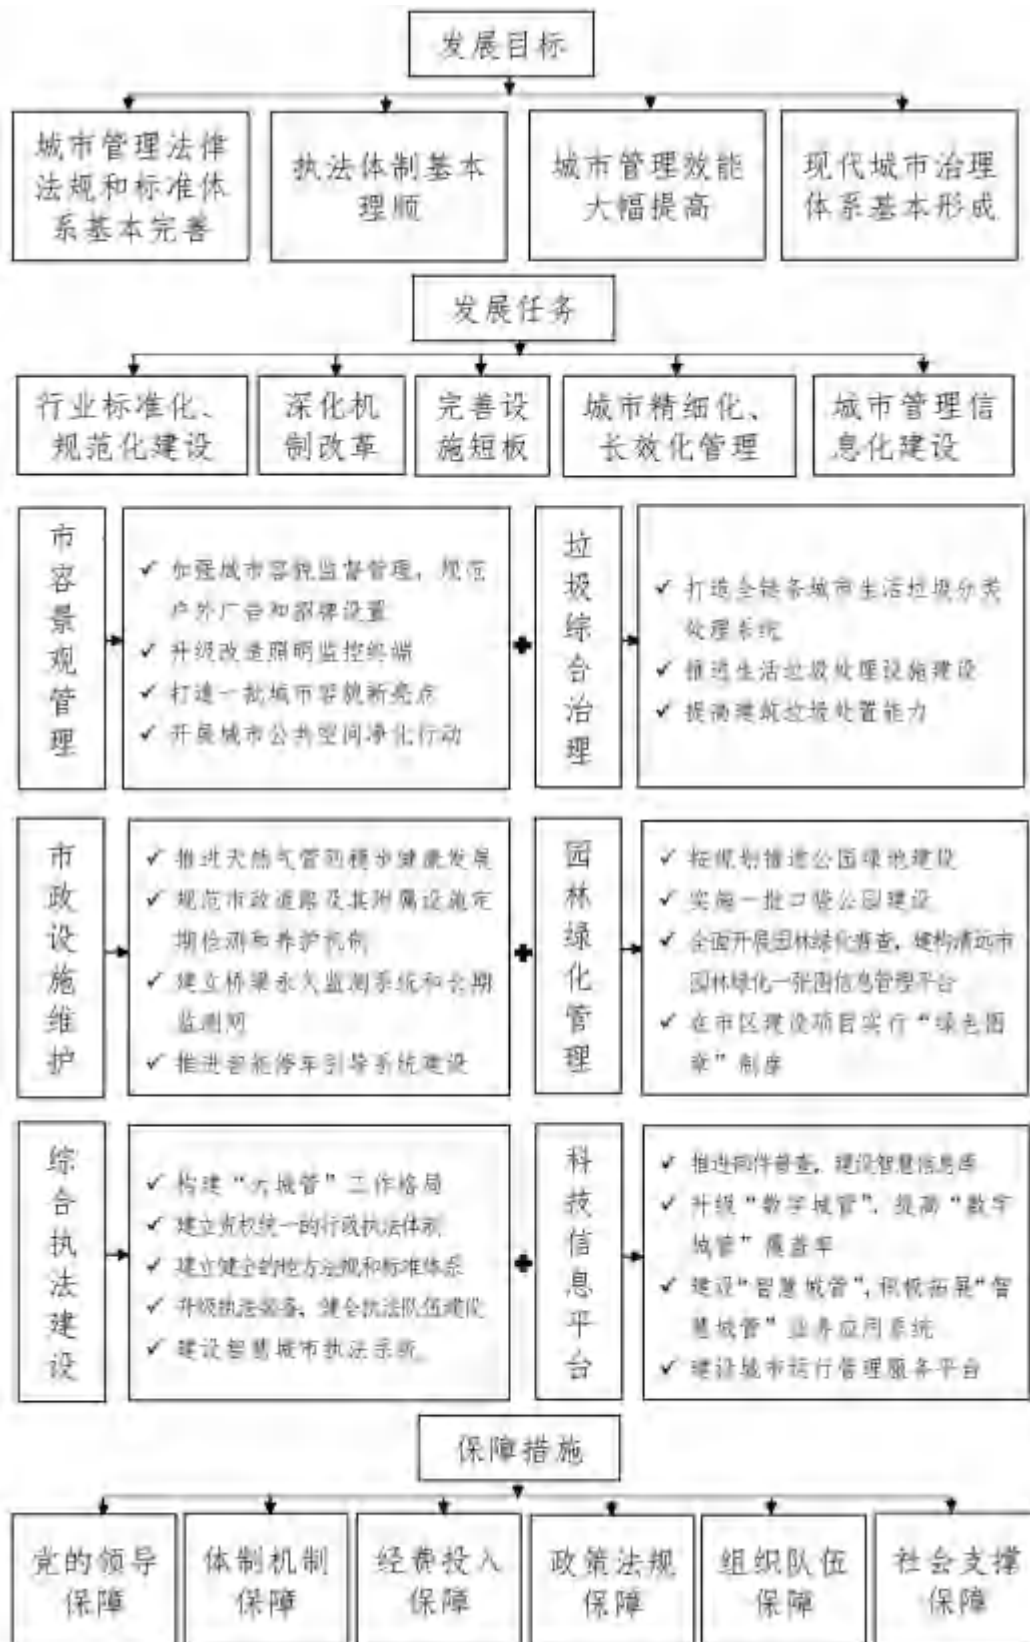 发展目标
城市管理法律
法规和标准体
系基本完善
执法体制基本
理顺
城市管理效能
大幅提高
现代城市治理
体系基本形成
发展任务
行业标准化、
规范化建设
深化机
制改革
完善设
施短板
城市精细化、
长效化管理
城市管理信
息化建设
市容景观管理
✓ 加强城市容貌监督管理，规范
户外广告和招牌设置
✓ 升级改造照明监控终端
✓ 打造一批城市容貌新亮点
✓ 开展城市公共空间净化行动
垃圾综合治理
✓ 打造全链条城市生活垃圾分类
处理系统
✓ 推进生活垃圾处理设施建设
✓ 提高建筑垃圾处置能力
市政设施维护
✓ 推进天然气管网稳步健康发展
✓ 规范市政道路及其附属设施定
期检测和养护机制
✓ 建立桥梁永久监测系统和长期
监测网
✓ 推进智能停车引导系统建设
园林绿化管理
✓ 按规划推进公园绿地建设
✓ 实施一批口袋公园建设
✓ 全面开展园林绿化普查，建构清远市
园林绿化一张图信息管理平台
✓ 在市区建设项目实行“绿色图
章”制度
综合执法建设
✓ 构建“大城管”工作格局
✓ 建立责权统一的行政执法体制
✓ 建立健全的地方法规和标准体系
✓ 升级执法装备，健全执法队伍建设
✓ 建设智慧城市执法系统
科技信息平台
✓ 推进部件普查，建设智慧信息库
✓ 升级“数字城管”，提高“数字
城管”覆盖率
✓ 建设“智慧城管”，积极拓展“智
慧城管”业务应用系统
✓ 建设城市运行管理服务平台
保障措施
党的领导
保障
体制机制
保障
经费投入
保障
政策法规
保障
组织队伍
保障
社会支撑
保障